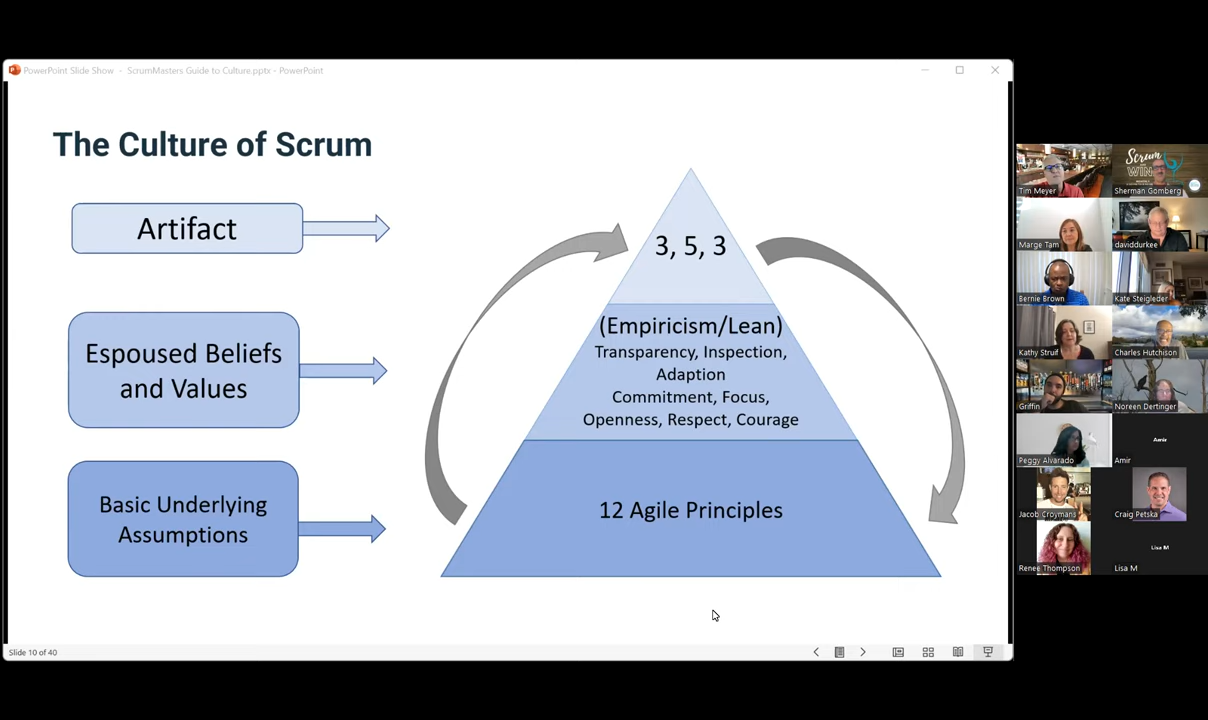 PowerPoint Slide Show - ScrumMasters Guide to Culture.pptx - PowerPoint
The Culture of Scrum
Artifact
Espoused Beliefs
and Values
Basic Underlying
Assumptions
3, 5, 3
(Empiricism/Lean)
Transparency, Inspection,
Adaption
Commitment, Focus,
Openness, Respect, Courage
12 Agile Principles
Slide 10 of 40
Scrum
WIN
Tim Meyer
Sherman Gomberg
Marge Tam
daviddurkee
Bernie Brown
Kate Steigleder
Kathy Struif
Charles Hutchison
Griffin
Noreen Dertinger
Peggy Alvarado
Amir
Amir
Jacob Croymans
Craig Petska
Renee Thompson
Lisa M
Lisa M